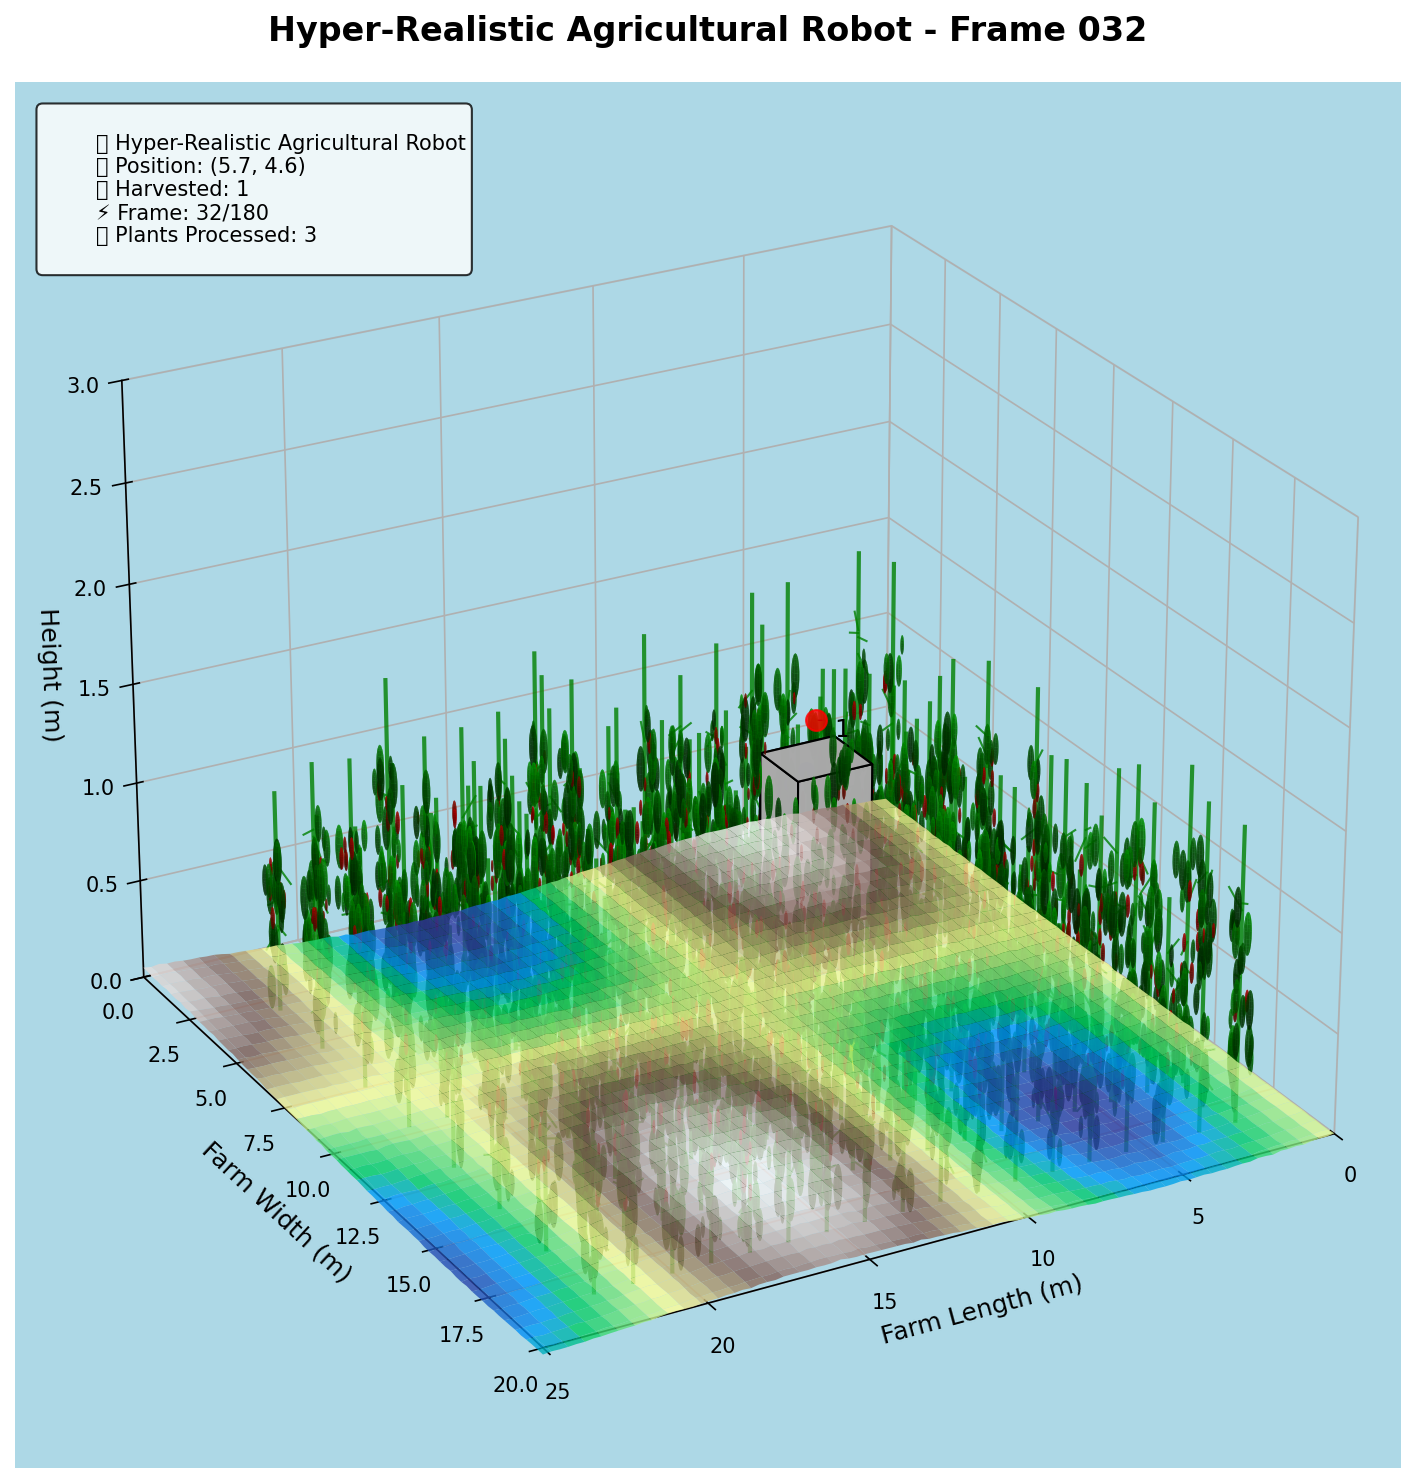 Hyper-Realistic Agricultural Robot - Frame 032
Hyper-Realistic Agricultural Robot
Position: (5.7, 4.6)
Harvested: 1
⚡ Frame: 32/180
Plants Processed: 3
3.0
2.5
2.0
1.5
1.0
0.5
0.0
Height (m)
1
0.0
2.5
5.0
7.5
10.0
12.5
15.0
17.5
20.0
Farm Width (m)
25
20
15
10
5
0
Farm Length (m)